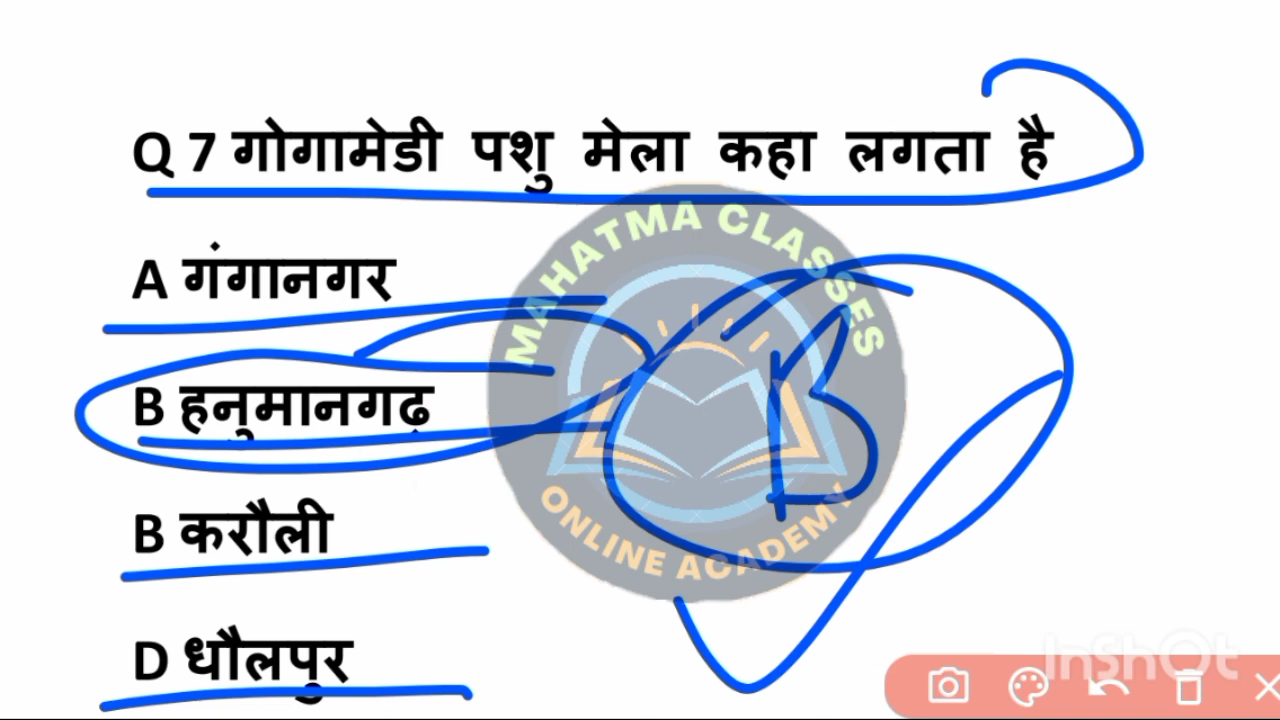 Q 7 गोगामेडी पशु मेला कहा लगता है
A गंगानगर
B हनुमानगढ़
B करौली
D धौलपुर
MAHATMA CLASSES
ONLINE ACADEMY
B
InShOt